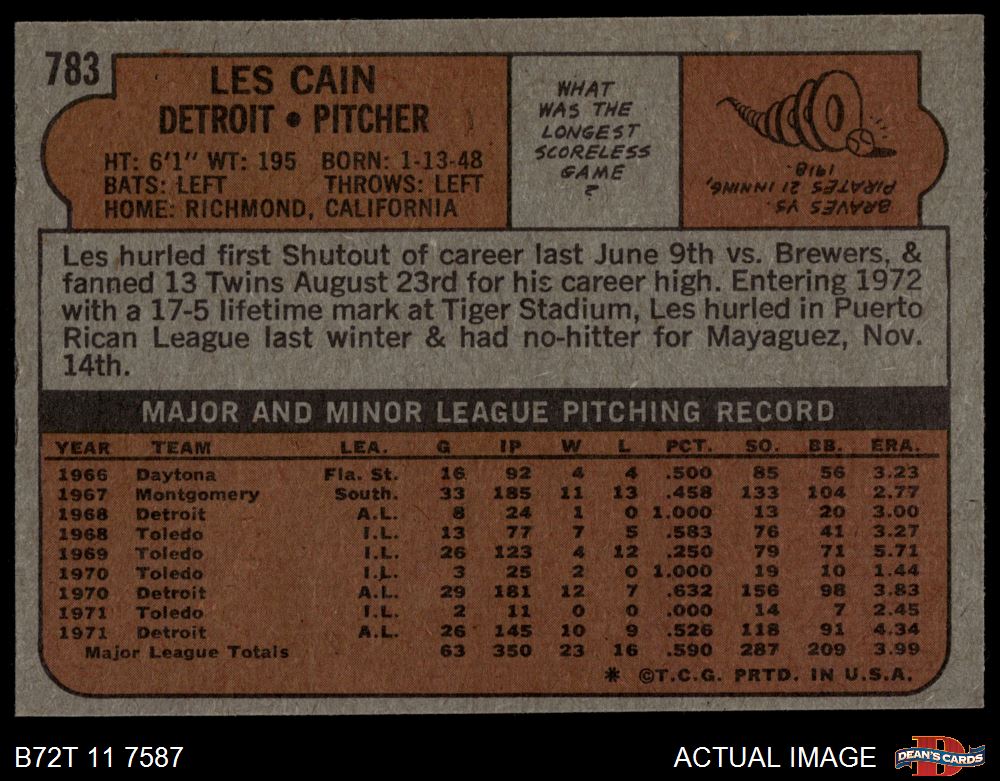 783
LES CAIN
DETROIT • PITCHER
HT: 6'1" WT: 195 BORN: 1-13-48
BATS: LEFT THROWS: LEFT
HOME: RICHMOND, CALIFORNIA
WHAT
WAS THE
LONGEST
SCORELESS
GAME
?
BRAVES VS.
PIRATES 21 INNING,
1918.
Les hurled first Shutout of career last June 9th vs. Brewers, &
fanned 13 Twins August 23rd for his career high. Entering 1972
with a 17-5 lifetime mark at Tiger Stadium, Les hurled in Puerto
Rican League last winter & had no-hitter for Mayaguez, Nov.
14th.
MAJOR AND MINOR LEAGUE PITCHING RECORD
YEAR TEAM LEA. G IP W L PCT. SO. BB. ERA.
1966 Daytona Fla. St. 16 92 4 4 .500 85 56 3.23
1967 Montgomery South. 33 185 11 13 .458 133 104 2.77
1968 Detroit A.L. 8 24 1 0 1.000 13 20 3.00
1968 Toledo I.L. 13 77 7 5 .583 76 41 3.27
1969 Toledo I.L. 26 123 4 12 .250 79 71 5.71
1970 Toledo I.L. 3 25 2 0 1.000 19 10 1.44
1970 Detroit A.L. 29 181 12 7 .632 156 98 3.83
1971 Toledo I.L. 2 11 0 0 .000 14 7 2.45
1971 Detroit A.L. 26 145 10 9 .526 118 91 4.34
Major League Totals 63 350 23 16 .590 287 209 3.99
* ©T.C.G. PRTD. IN U.S.A.
B72T 11 7587
ACTUAL IMAGE
D
DEAN'S CARDS